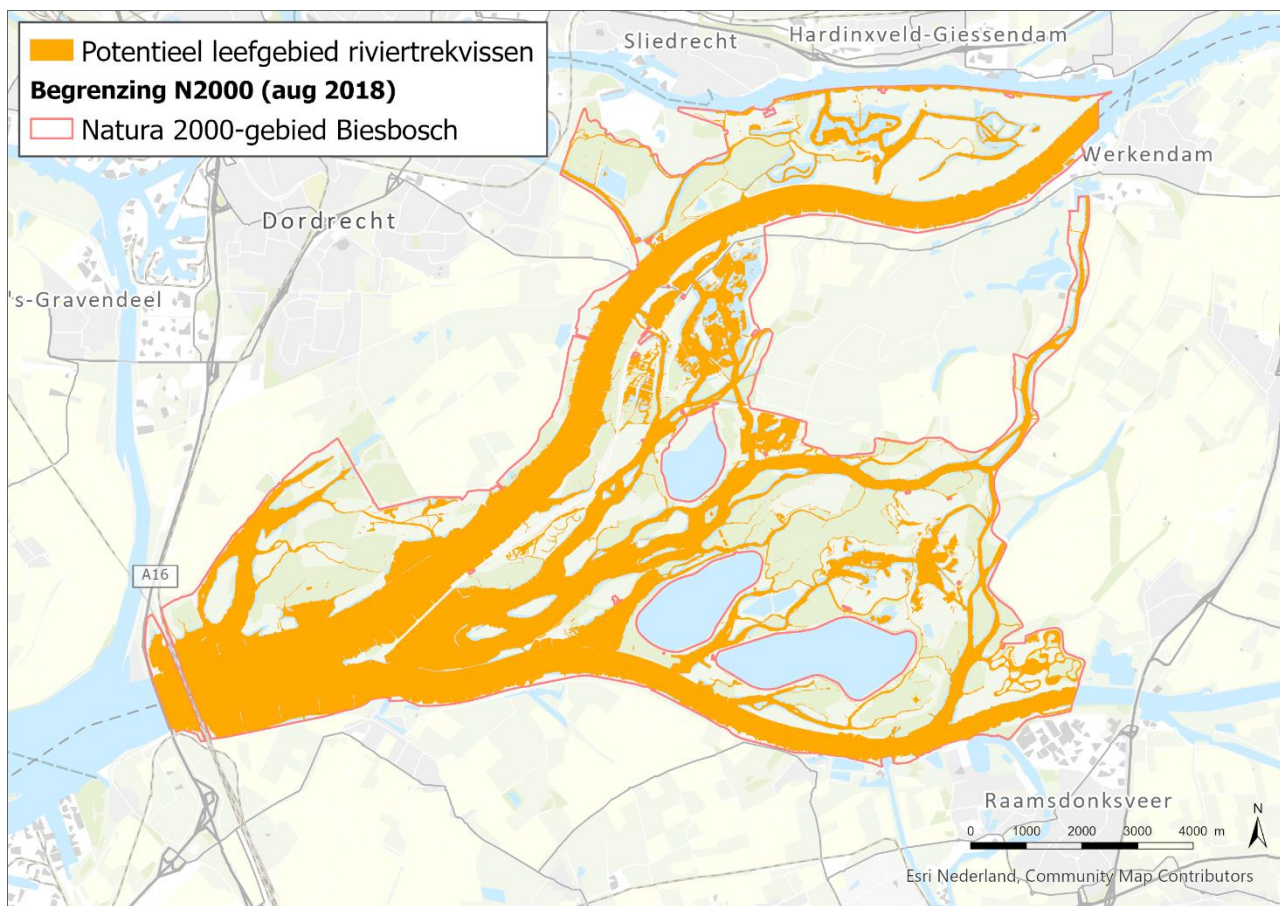 Potentieel leefgebied riviertrekvissen
Begrenzing N2000 (aug 2018)
Natura 2000-gebied Biesbosch
Sliedrecht
Hardinxveld-Giessendam
Werkendam
Dordrecht
's-Gravendeel
A16
Raamsdonksveer
N
0 1000 2000 3000 4000 m
Esri Nederland, Community Map Contributors